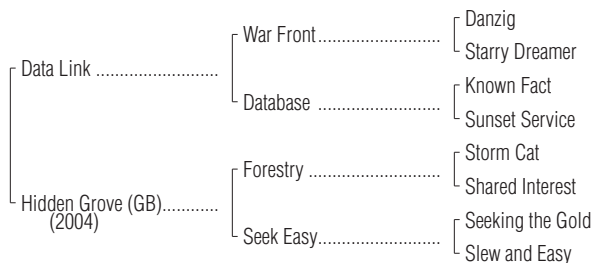 Danzig
War Front..........................
Starry Dreamer
Data Link ..........................
Known Fact
Database ..........................
Sunset Service
Storm Cat
Forestry ............................
Shared Interest
Hidden Grove (GB)............
(2004)
Seeking the Gold
Seek Easy..........................
Slew and Easy